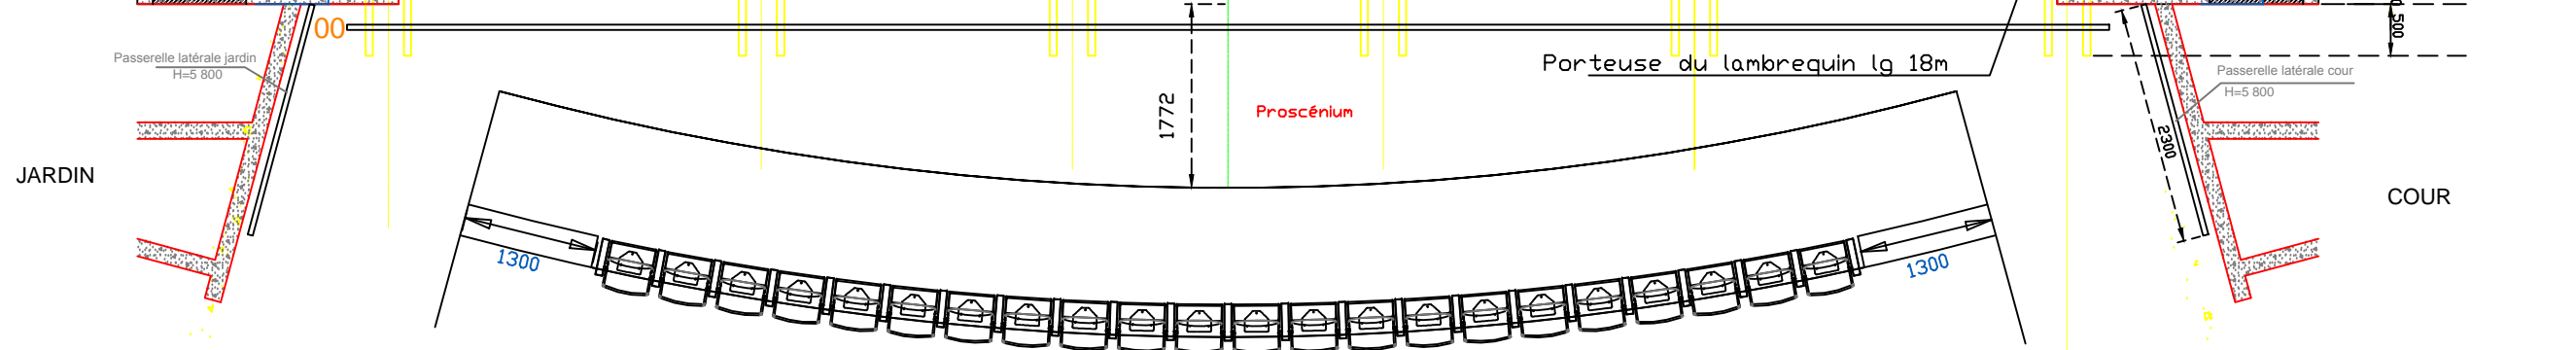 00
Passerelle latérale jardin
H=5 800
JARDIN
1772
Proscénium
Porteuse du lambrequin lg 18m
500
Passerelle latérale cour
H=5 800
2300
COUR
1300
1300